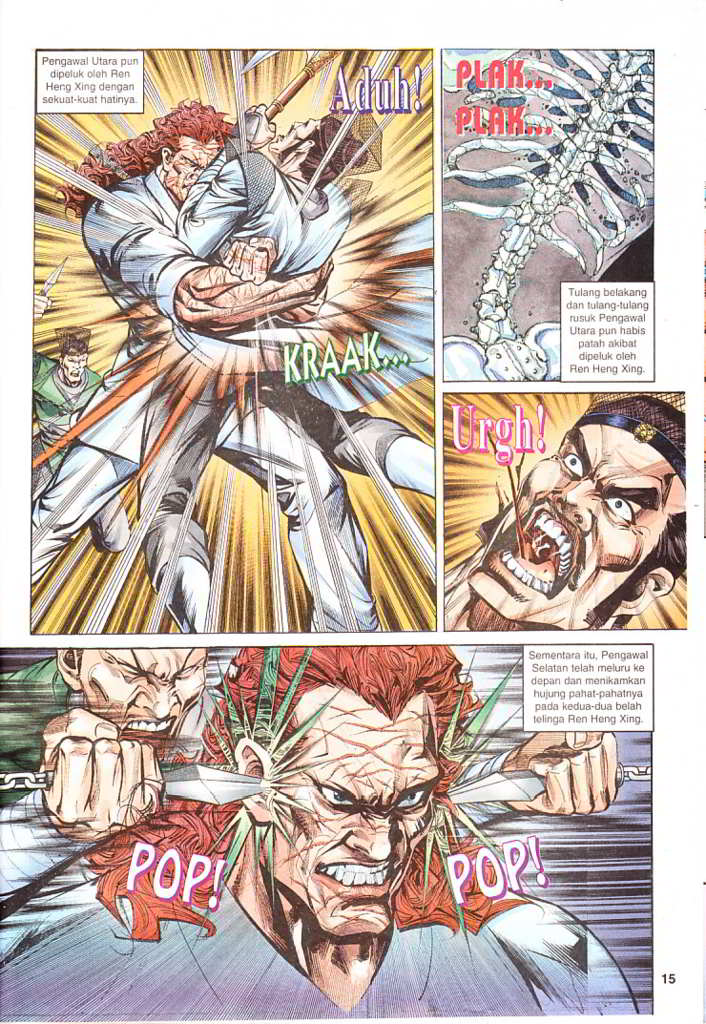 Pengawal Utara pun
dipeluk oleh Ren
Heng Xing dengan
sekuat-kuat hatinya.
Aduh!
KRAAK...
PLAK...
PLAK...
Tulang belakang
dan tulang-tulang
rusuk Pengawal
Utara pun habis
patah akibat
dipeluk oleh
Ren Heng Xing.
Urgh!
Sementara itu, Pengawal
Selatan telah meluru ke
depan dan menikamkan
hujung pahat-pahatnya
pada kedua-dua belah
telinga Ren Heng Xing.
POP!
POP!
15